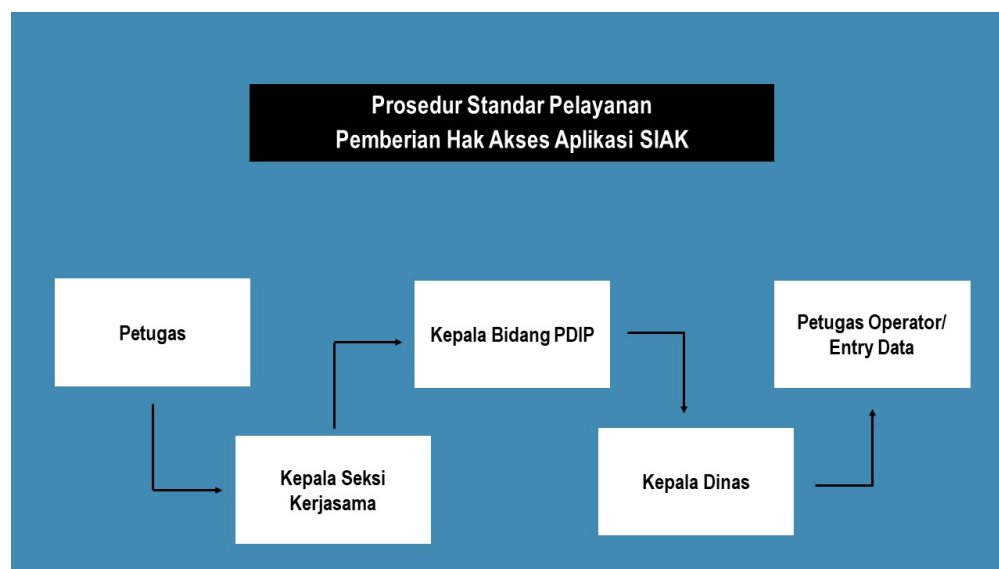 Prosedur Standar Pelayanan
Pemberian Hak Akses Aplikasi SIAK
Petugas
Kepala Seksi
Kerjasama
Kepala Bidang PDIP
Kepala Dinas
Petugas Operator/
Entry Data